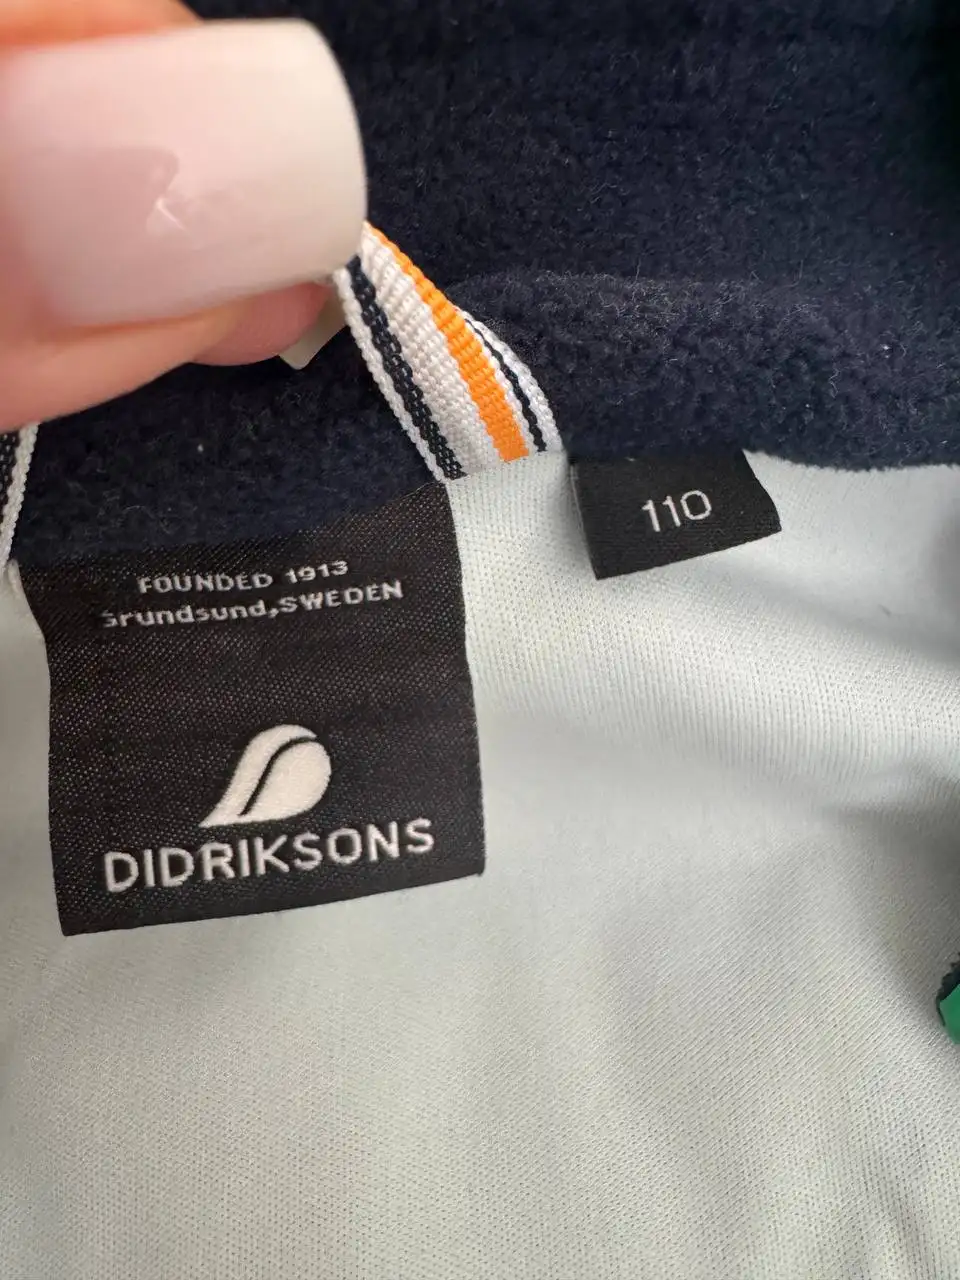 110
FOUNDED 1913
Grundsund,SWEDEN
DIDRIKSONS